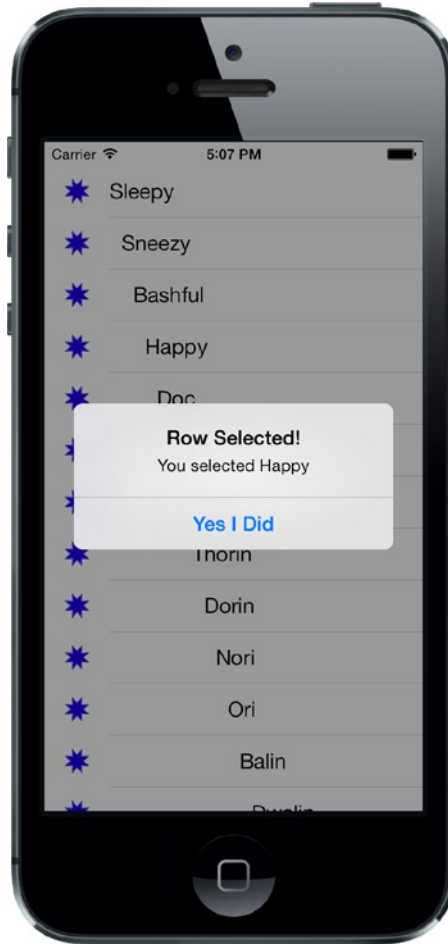 Carrier 5:07 PM
Sleepy
Sneezy
Bashful
Happy
Doc
Row Selected!
You selected Happy
Yes I Did
Thorin
Dorin
Nori
Ori
Balin
Dwalin